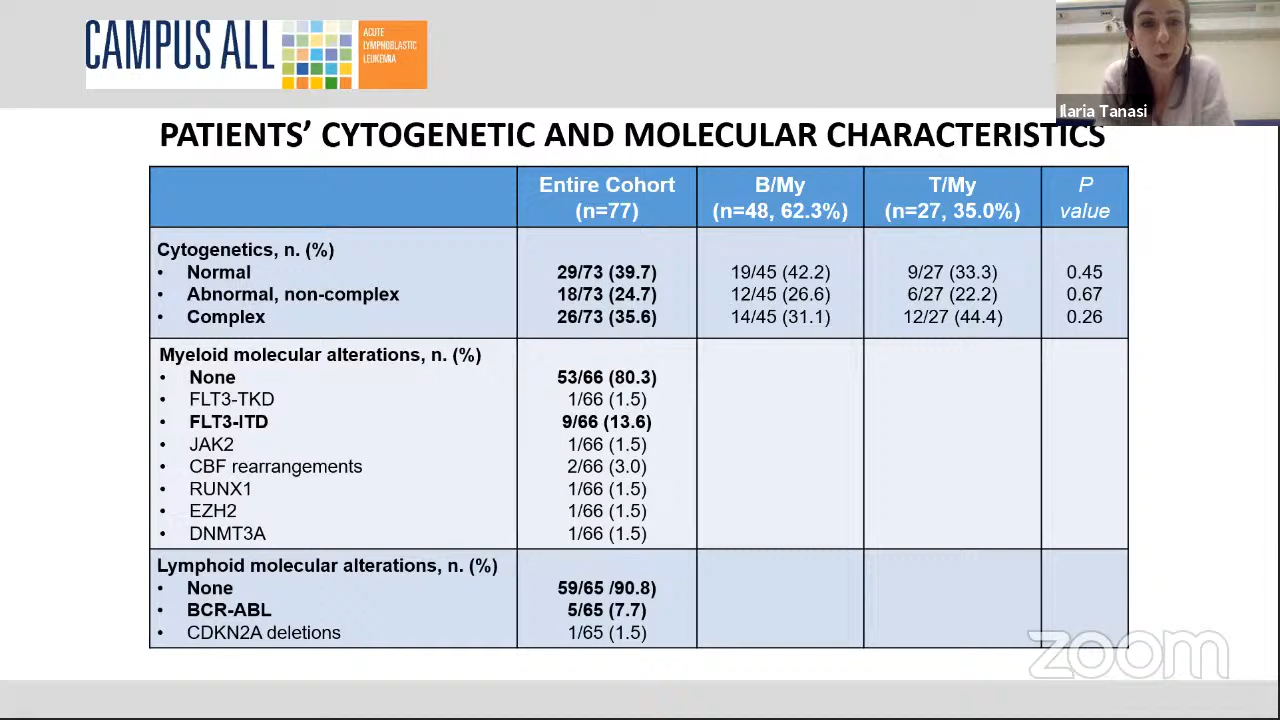 CAMPUS ALL
ACUTE
LYMPHOBLASTIC
LEUKEMIA
Ilaria Tanasi
PATIENTS’ CYTOGENETIC AND MOLECULAR CHARACTERISTICS
Entire Cohort (n=77) B/My (n=48, 62.3%) T/My (n=27, 35.0%) P value
Cytogenetics, n. (%)
• Normal 29/73 (39.7) 19/45 (42.2) 9/27 (33.3) 0.45
• Abnormal, non-complex 18/73 (24.7) 12/45 (26.6) 6/27 (22.2) 0.67
• Complex 26/73 (35.6) 14/45 (31.1) 12/27 (44.4) 0.26
Myeloid molecular alterations, n. (%)
• None 53/66 (80.3)
• FLT3-TKD 1/66 (1.5)
• FLT3-ITD 9/66 (13.6)
• JAK2 1/66 (1.5)
• CBF rearrangements 2/66 (3.0)
• RUNX1 1/66 (1.5)
• EZH2 1/66 (1.5)
• DNMT3A 1/66 (1.5)
Lymphoid molecular alterations, n. (%)
• None 59/65 /90.8)
• BCR-ABL 5/65 (7.7)
• CDKN2A deletions 1/65 (1.5)
zoom